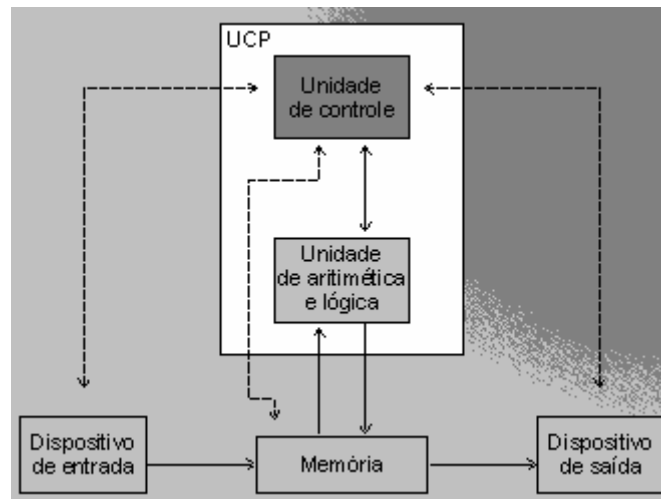 UCP
Unidade
de controle
Unidade
de aritimética
e lógica
Dispositivo
de entrada
Memória
Dispositivo
de saída